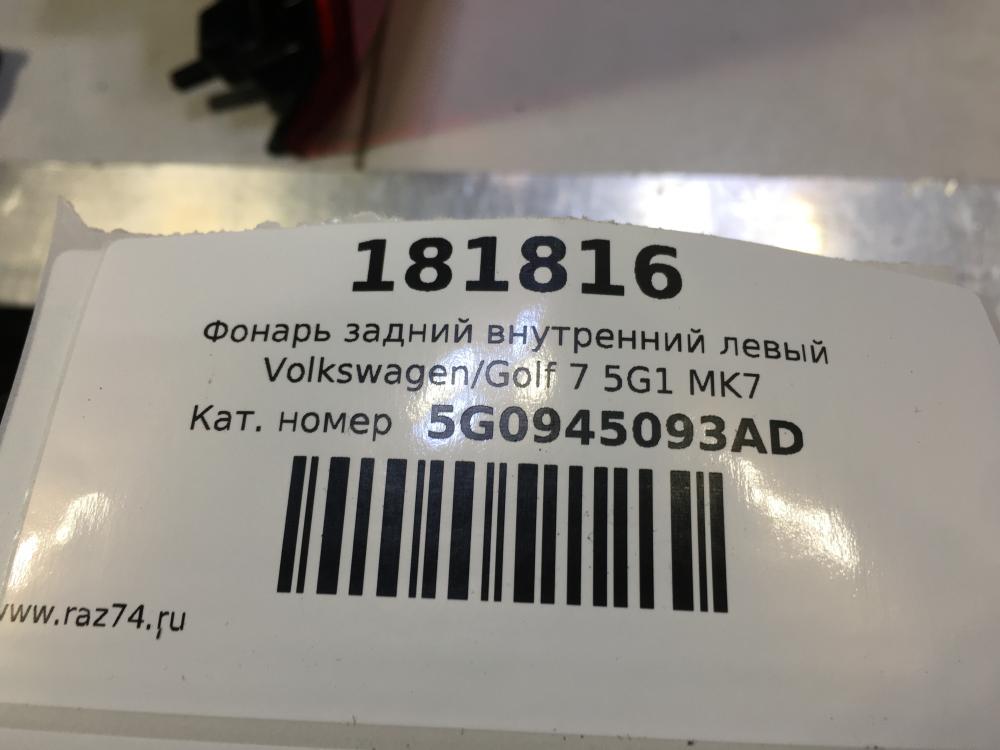 181816
Фонарь задний внутренний левый
Volkswagen/Golf 7 5G1 MK7
Кат. номер 5G0945093AD
www.raz74.ru